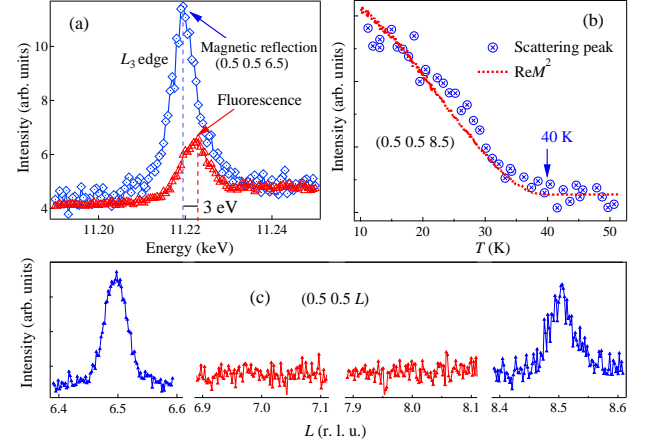 (a)
11
10
8
6
4
Intensity (arb. units)
L3 edge
Magnetic reflection
(0.5 0.5 6.5)
Fluorescence
3 eV
11.20
11.22
11.24
Energy (keV)
(b)
Intensity (arb. units)
Scattering peak
ReM2
(0.5 0.5 8.5)
40 K
10
20
30
40
50
T (K)
(c)
(0.5 0.5 L)
Intensity (arb. units)
6.4
6.5
6.6
6.9
7.0
7.1
7.9
8.0
8.1
8.4
8.5
8.6
L (r. l. u.)